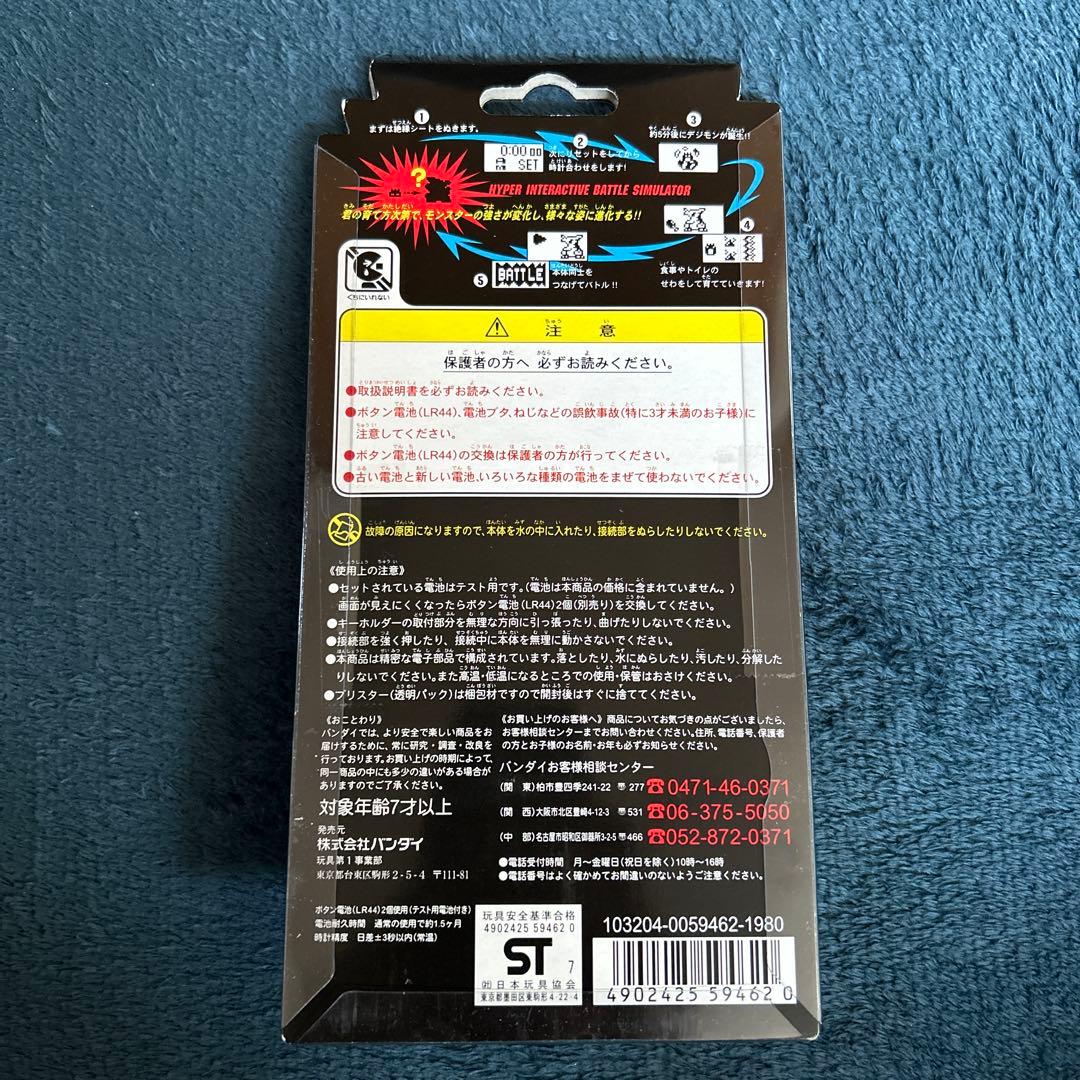 ①
まずは絶縁シートをぬきます。
②
0:00 00
AM SET
次にリセットをしてから
時計合わせをします!
③
約5分後にデジモンが誕生!!
?
HYPER INTERACTIVE BATTLE SIMULATOR
君の育て方次第で、モンスターの強さが変化し、様々な姿に進化する!!
④
食事やトイレの
せわをして育てていきます!
⑤
BATTLE
本体同士を
つなげてバトル!!
くちにいれない
⚠ 注 意
保護者の方へ 必ずお読みください。
●取扱説明書を必ずお読みください。
●ボタン電池(LR44)、電池ブタ、ねじなどの誤飲事故(特に3才未満のお子様)に
注意してください。
●ボタン電池(LR44)の交換は保護者の方が行ってください。
●古い電池と新しい電池、いろいろな種類の電池をまぜて使わないでください。
故障の原因になりますので、本体を水の中に入れたり、接続部をぬらしたりしないでください。
《使用上の注意》
●セットされている電池はテスト用です。(電池は本商品の価格に含まれていません。)
画面が見えにくくなったらボタン電池(LR44)2個(別売り)を交換してください。
●キーホルダーの取付部分を無理な方向に引っ張ったり、曲げたりしないでください。
●接続部を強く押したり、接続中に本体を無理に動かさないでください。
●本商品は精密な電子部品で構成されています。落としたり、水にぬらしたり、汚したり、分解した
りしないでください。また高温・低温になるところでの使用・保管はおさけください。
●ブリスター(透明パック)は梱包材ですので開封後はすぐに捨ててください。
《おことわり》
バンダイでは、より安全で楽しい商品をお
届けするために、常に研究・調査・改良を
行っております。お買い上げの時期によって、
同一商品の中にも多少の違いがある場合が
ありますのでご了承ください。
対象年齢7才以上
発売元
株式会社バンダイ
玩具第1事業部
東京都台東区駒形2-5-4 〒111-81
《お買い上げのお客様へ》商品についてお気づきの点がございましたら、
お客様相談センターまでお問い合わせください。住所、電話番号、保護者
の方とお子様のお名前・お年も必ずお知らせください。
バンダイお客様相談センター
(関 東)柏市豊四季241-22 〒277 ☎0471-46-0371
(関 西)大阪市北区豊崎4-12-3 〒531 ☎06-375-5050
(中 部)名古屋市昭和区御器所3-2-5 〒466 ☎052-872-0371
●電話受付時間 月～金曜日(祝日を除く)10時～16時
●電話番号はよく確かめてお間違いのないようご注意ください。
ボタン電池(LR44)2個使用(テスト用電池付き)
電池耐久時間 通常の使用で約1.5ヶ月
時計精度 日差±3秒以内(常温)
玩具安全基準合格
4902425 59462 0
ST 7
㈳日本玩具協会
東京都墨田区東駒形4-22-4
103204-0059462-1980
4902425 594620